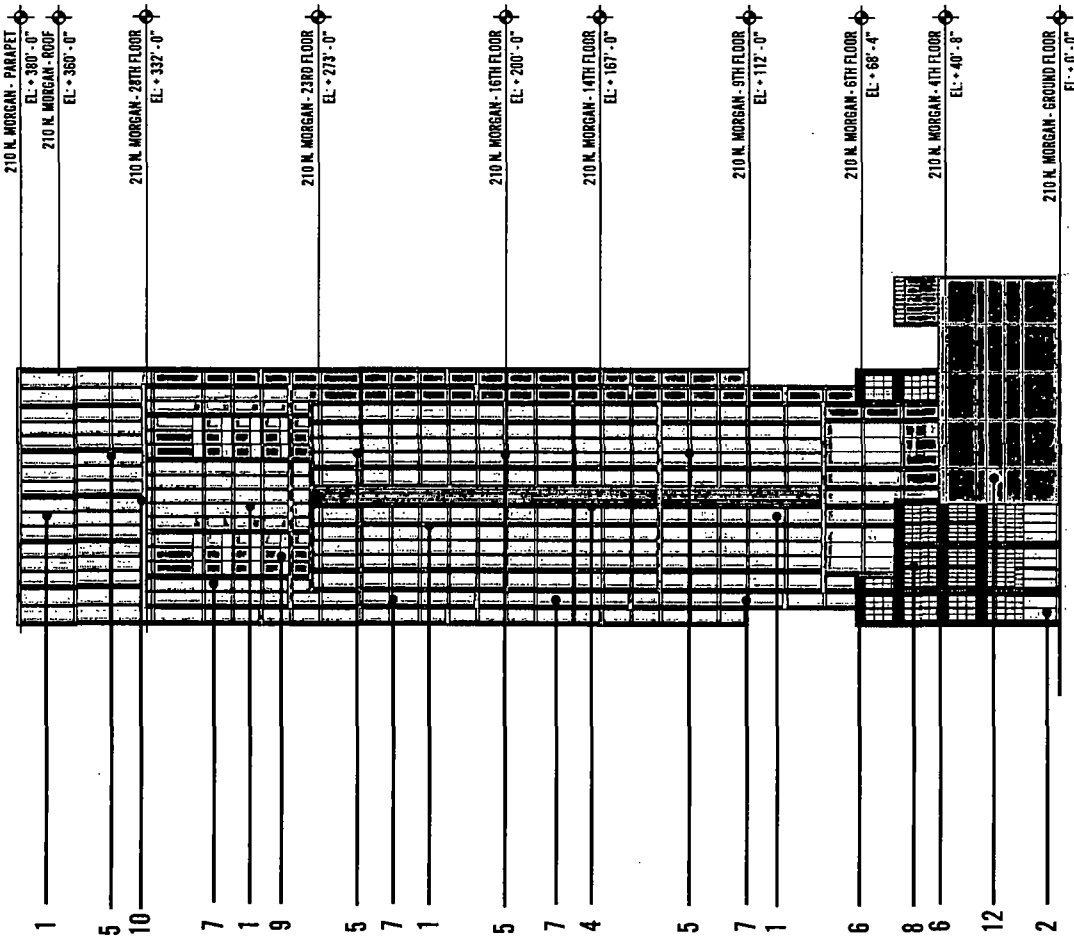 210 N. MORGAN - PARAPET
EL: + 380'-0"
210 N. MORGAN - ROOF
EL: + 360'-0"
210 N. MORGAN - 28TH FLOOR
EL: + 332'-0"
210 N. MORGAN - 23RD FLOOR
EL: + 273'-0"
210 N. MORGAN - 16TH FLOOR
EL: + 200'-0"
210 N. MORGAN - 14TH FLOOR
EL: + 167'-0"
210 N. MORGAN - 9TH FLOOR
EL: + 112'-0"
210 N. MORGAN - 6TH FLOOR
EL: + 68'-4"
210 N. MORGAN - 4TH FLOOR
EL: + 40'-8"
210 N. MORGAN - GROUND FLOOR
EL: + 0'-0"
1
5
10
7
1
9
5
7
1
5
7
4
5
7
1
6
8
6
12
2